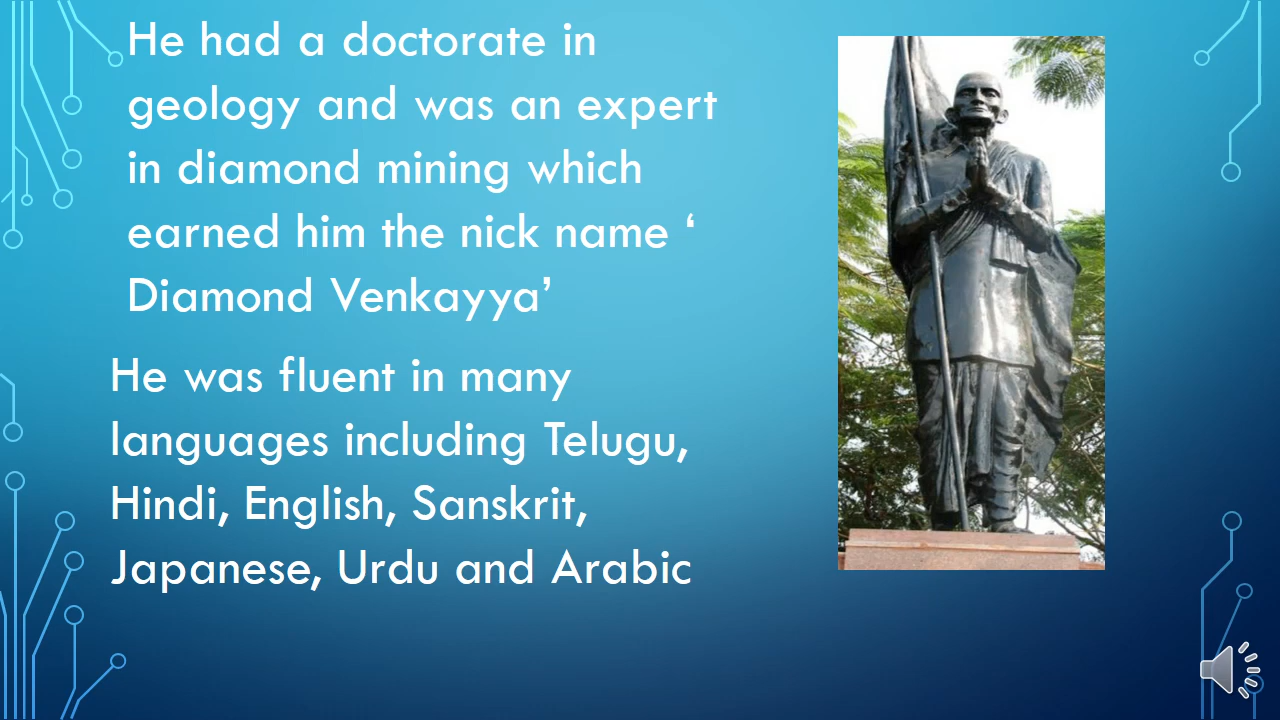 He had a doctorate in
geology and was an expert
in diamond mining which
earned him the nick name ‘
Diamond Venkayya’
He was fluent in many
languages including Telugu,
Hindi, English, Sanskrit,
Japanese, Urdu and Arabic